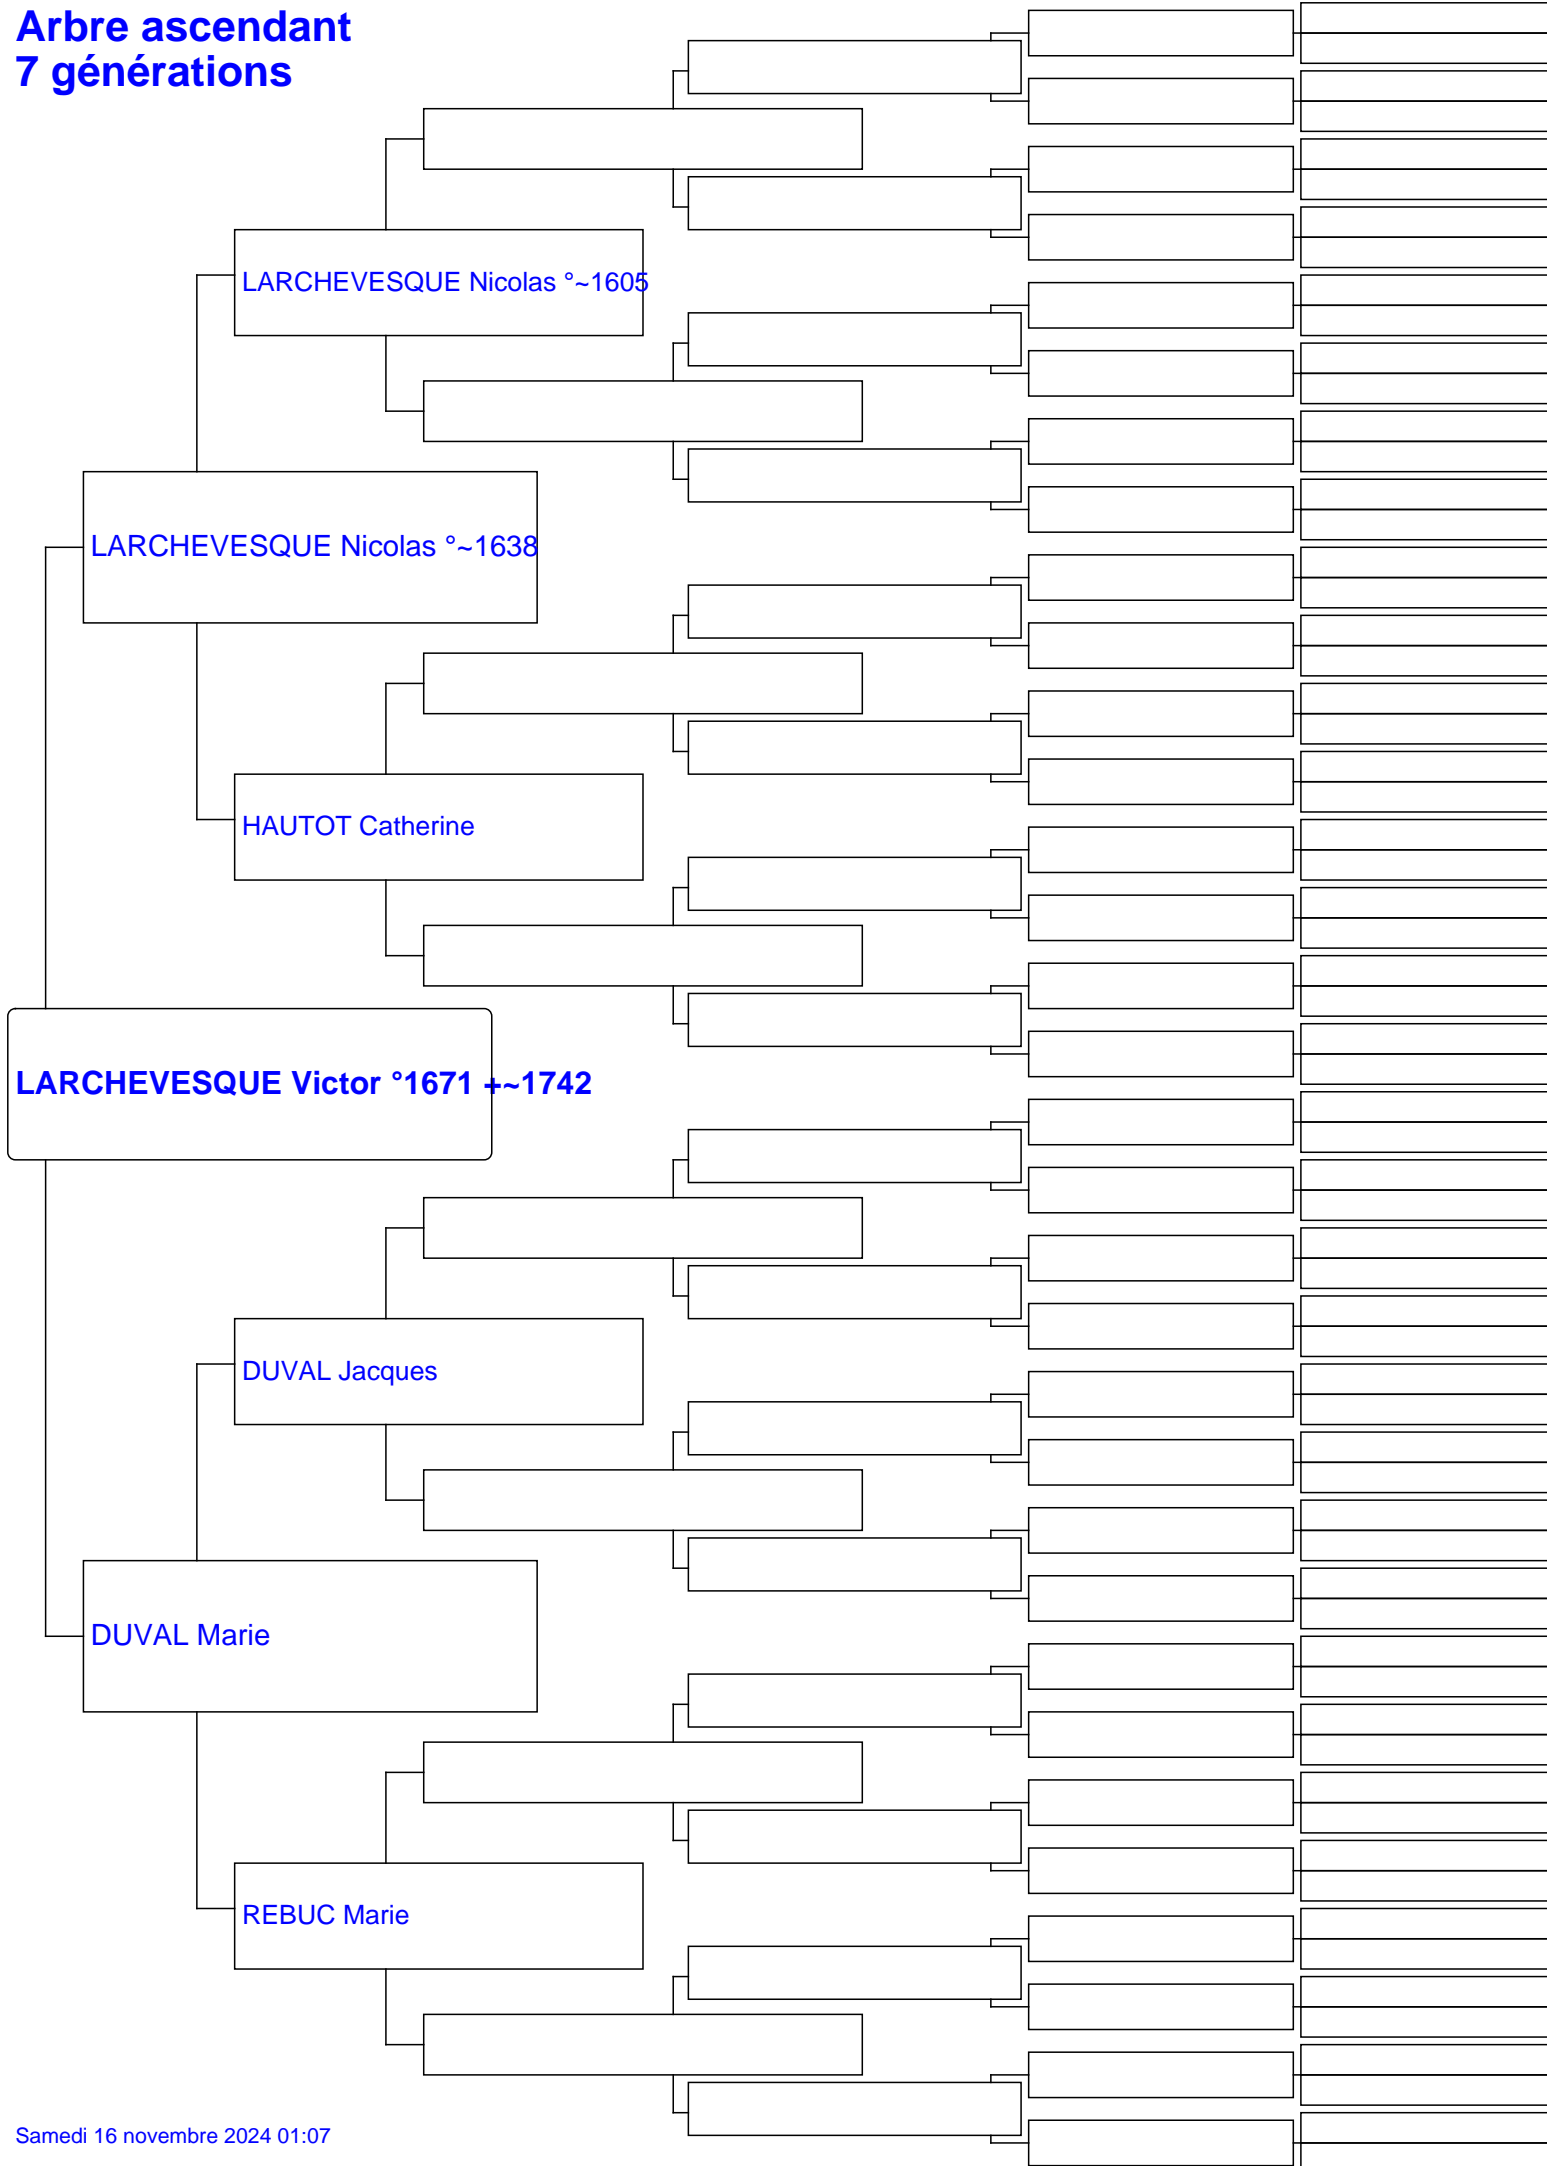 Arbre ascendant
7 générations
LARCHEVESQUE Nicolas °~1605
LARCHEVESQUE Nicolas °~1638
HAUTOT Catherine
LARCHEVESQUE Victor °1671 +~1742
DUVAL Jacques
DUVAL Marie
REBUC Marie
Samedi 16 novembre 2024 01:07